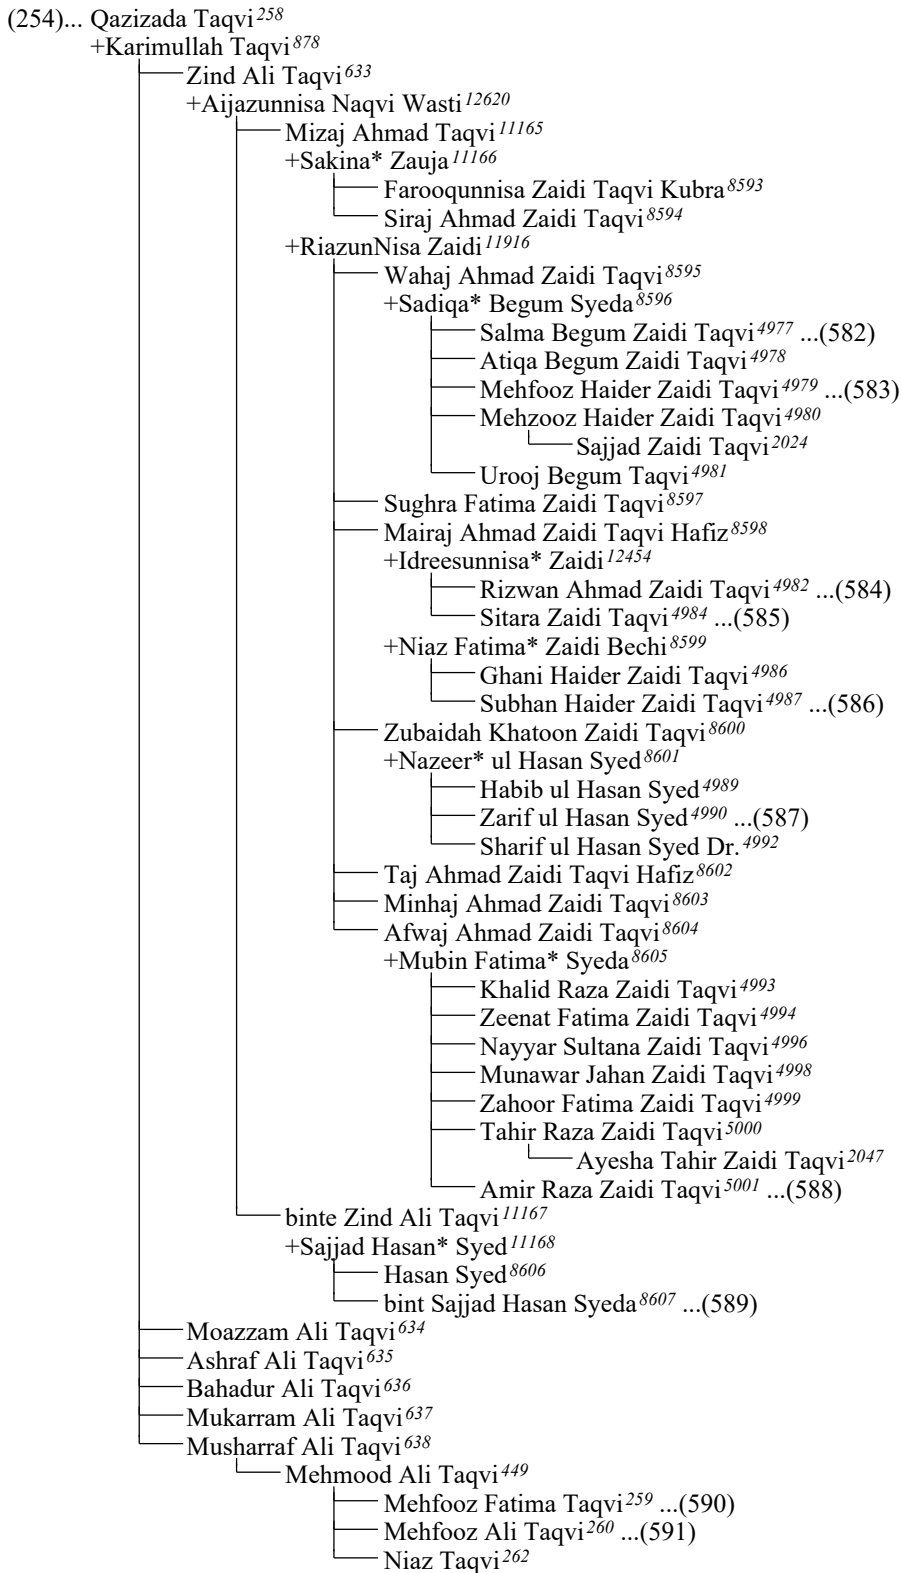 (254)... Qazizada Taqvi258
+Karimullah Taqvi878
Zind Ali Taqvi633
+Aijazunnisa Naqvi Wasti12620
Mizaj Ahmad Taqvi11165
+Sakina* Zauja11166
Farooqunnisa Zaidi Taqvi Kubra8593
Siraj Ahmad Zaidi Taqvi8594
+RiazunNisa Zaidi11916
Wahaj Ahmad Zaidi Taqvi8595
+Sadiqa* Begum Syeda8596
Salma Begum Zaidi Taqvi4977 ...(582)
Atiqa Begum Zaidi Taqvi4978
Mehfooz Haider Zaidi Taqvi4979 ...(583)
Mehzooz Haider Zaidi Taqvi4980
Sajjad Zaidi Taqvi2024
Urooj Begum Taqvi4981
Sughra Fatima Zaidi Taqvi8597
Mairaj Ahmad Zaidi Taqvi Hafiz8598
+Idreesunnisa* Zaidi12454
Rizwan Ahmad Zaidi Taqvi4982 ...(584)
Sitara Zaidi Taqvi4984 ...(585)
+Niaz Fatima* Zaidi Bechi8599
Ghani Haider Zaidi Taqvi4986
Subhan Haider Zaidi Taqvi4987 ...(586)
Zubaidah Khatoon Zaidi Taqvi8600
+Nazeer* ul Hasan Syed8601
Habib ul Hasan Syed4989
Zarif ul Hasan Syed4990 ...(587)
Sharif ul Hasan Syed Dr.4992
Taj Ahmad Zaidi Taqvi Hafiz8602
Minhaj Ahmad Zaidi Taqvi8603
Afwaj Ahmad Zaidi Taqvi8604
+Mubin Fatima* Syeda8605
Khalid Raza Zaidi Taqvi4993
Zeenat Fatima Zaidi Taqvi4994
Nayyar Sultana Zaidi Taqvi4996
Munawar Jahan Zaidi Taqvi4998
Zahoor Fatima Zaidi Taqvi4999
Tahir Raza Zaidi Taqvi5000
Ayesha Tahir Zaidi Taqvi2047
Amir Raza Zaidi Taqvi5001 ...(588)
binte Zind Ali Taqvi11167
+Sajjad Hasan* Syed11168
Hasan Syed8606
bint Sajjad Hasan Syeda8607 ...(589)
Moazzam Ali Taqvi634
Ashraf Ali Taqvi635
Bahadur Ali Taqvi636
Mukarram Ali Taqvi637
Musharraf Ali Taqvi638
Mehmood Ali Taqvi449
Mehfooz Fatima Taqvi259 ...(590)
Mehfooz Ali Taqvi260 ...(591)
Niaz Taqvi262